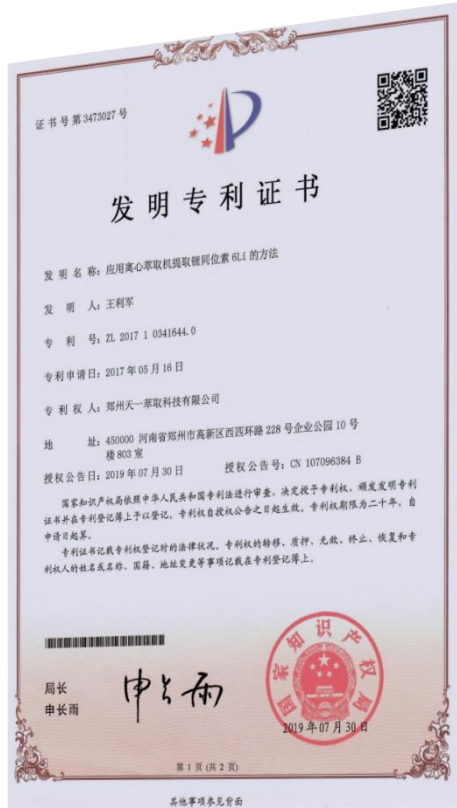 证书号第3473027号
发明专利证书
发 明 名 称：应用离心萃取机提取锂同位素6Li的方法
发 明 人：王利军
专 利 号：ZL 2017 1 0341644.0
专利申请日：2017年05月16日
专 利 权 人：郑州天一萃取科技有限公司
地 址：450000 河南省郑州市高新区西四环路228号企业公园10号
楼803室
授权公告日：2019年07月30日 授权公告号：CN 107096384 B
国家知识产权局依照中华人民共和国专利法进行审查，决定授予专利权，颁发发明专利
证书并在专利登记簿上予以登记。专利权自授权公告之日起生效。专利权期限为二十年，自
申请日起算。
专利证书记载专利权登记时的法律状况。专利权的转移、质押、无效、终止、恢复和专
利权人的姓名或名称、国籍、地址变更等事项记载在专利登记簿上。
局长
申长雨
申长雨
国家知识产权局
2019年07月30日
第 1 页 (共 2 页)
其他事项参见背面